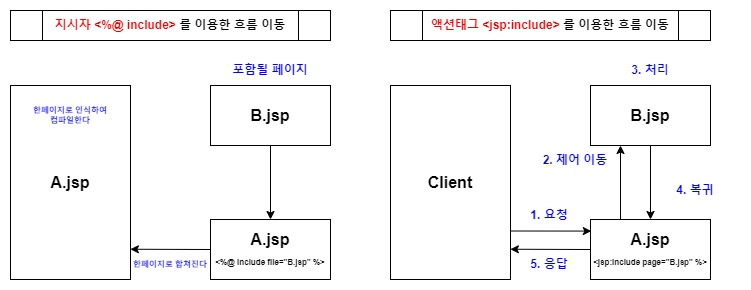 지시자 <%@ include> 를 이용한 흐름 이동
포함될 페이지
한페이지로 인식하여
컴파일한다
B.jsp
A.jsp
A.jsp
<%@ include file="B.jsp" %>
한페이지로 합쳐진다
액션태그 <jsp:include> 를 이용한 흐름 이동
3. 처리
B.jsp
2. 제어 이동
Client
4. 복귀
1. 요청
A.jsp
<jsp:include page="B.jsp" %>
5. 응답